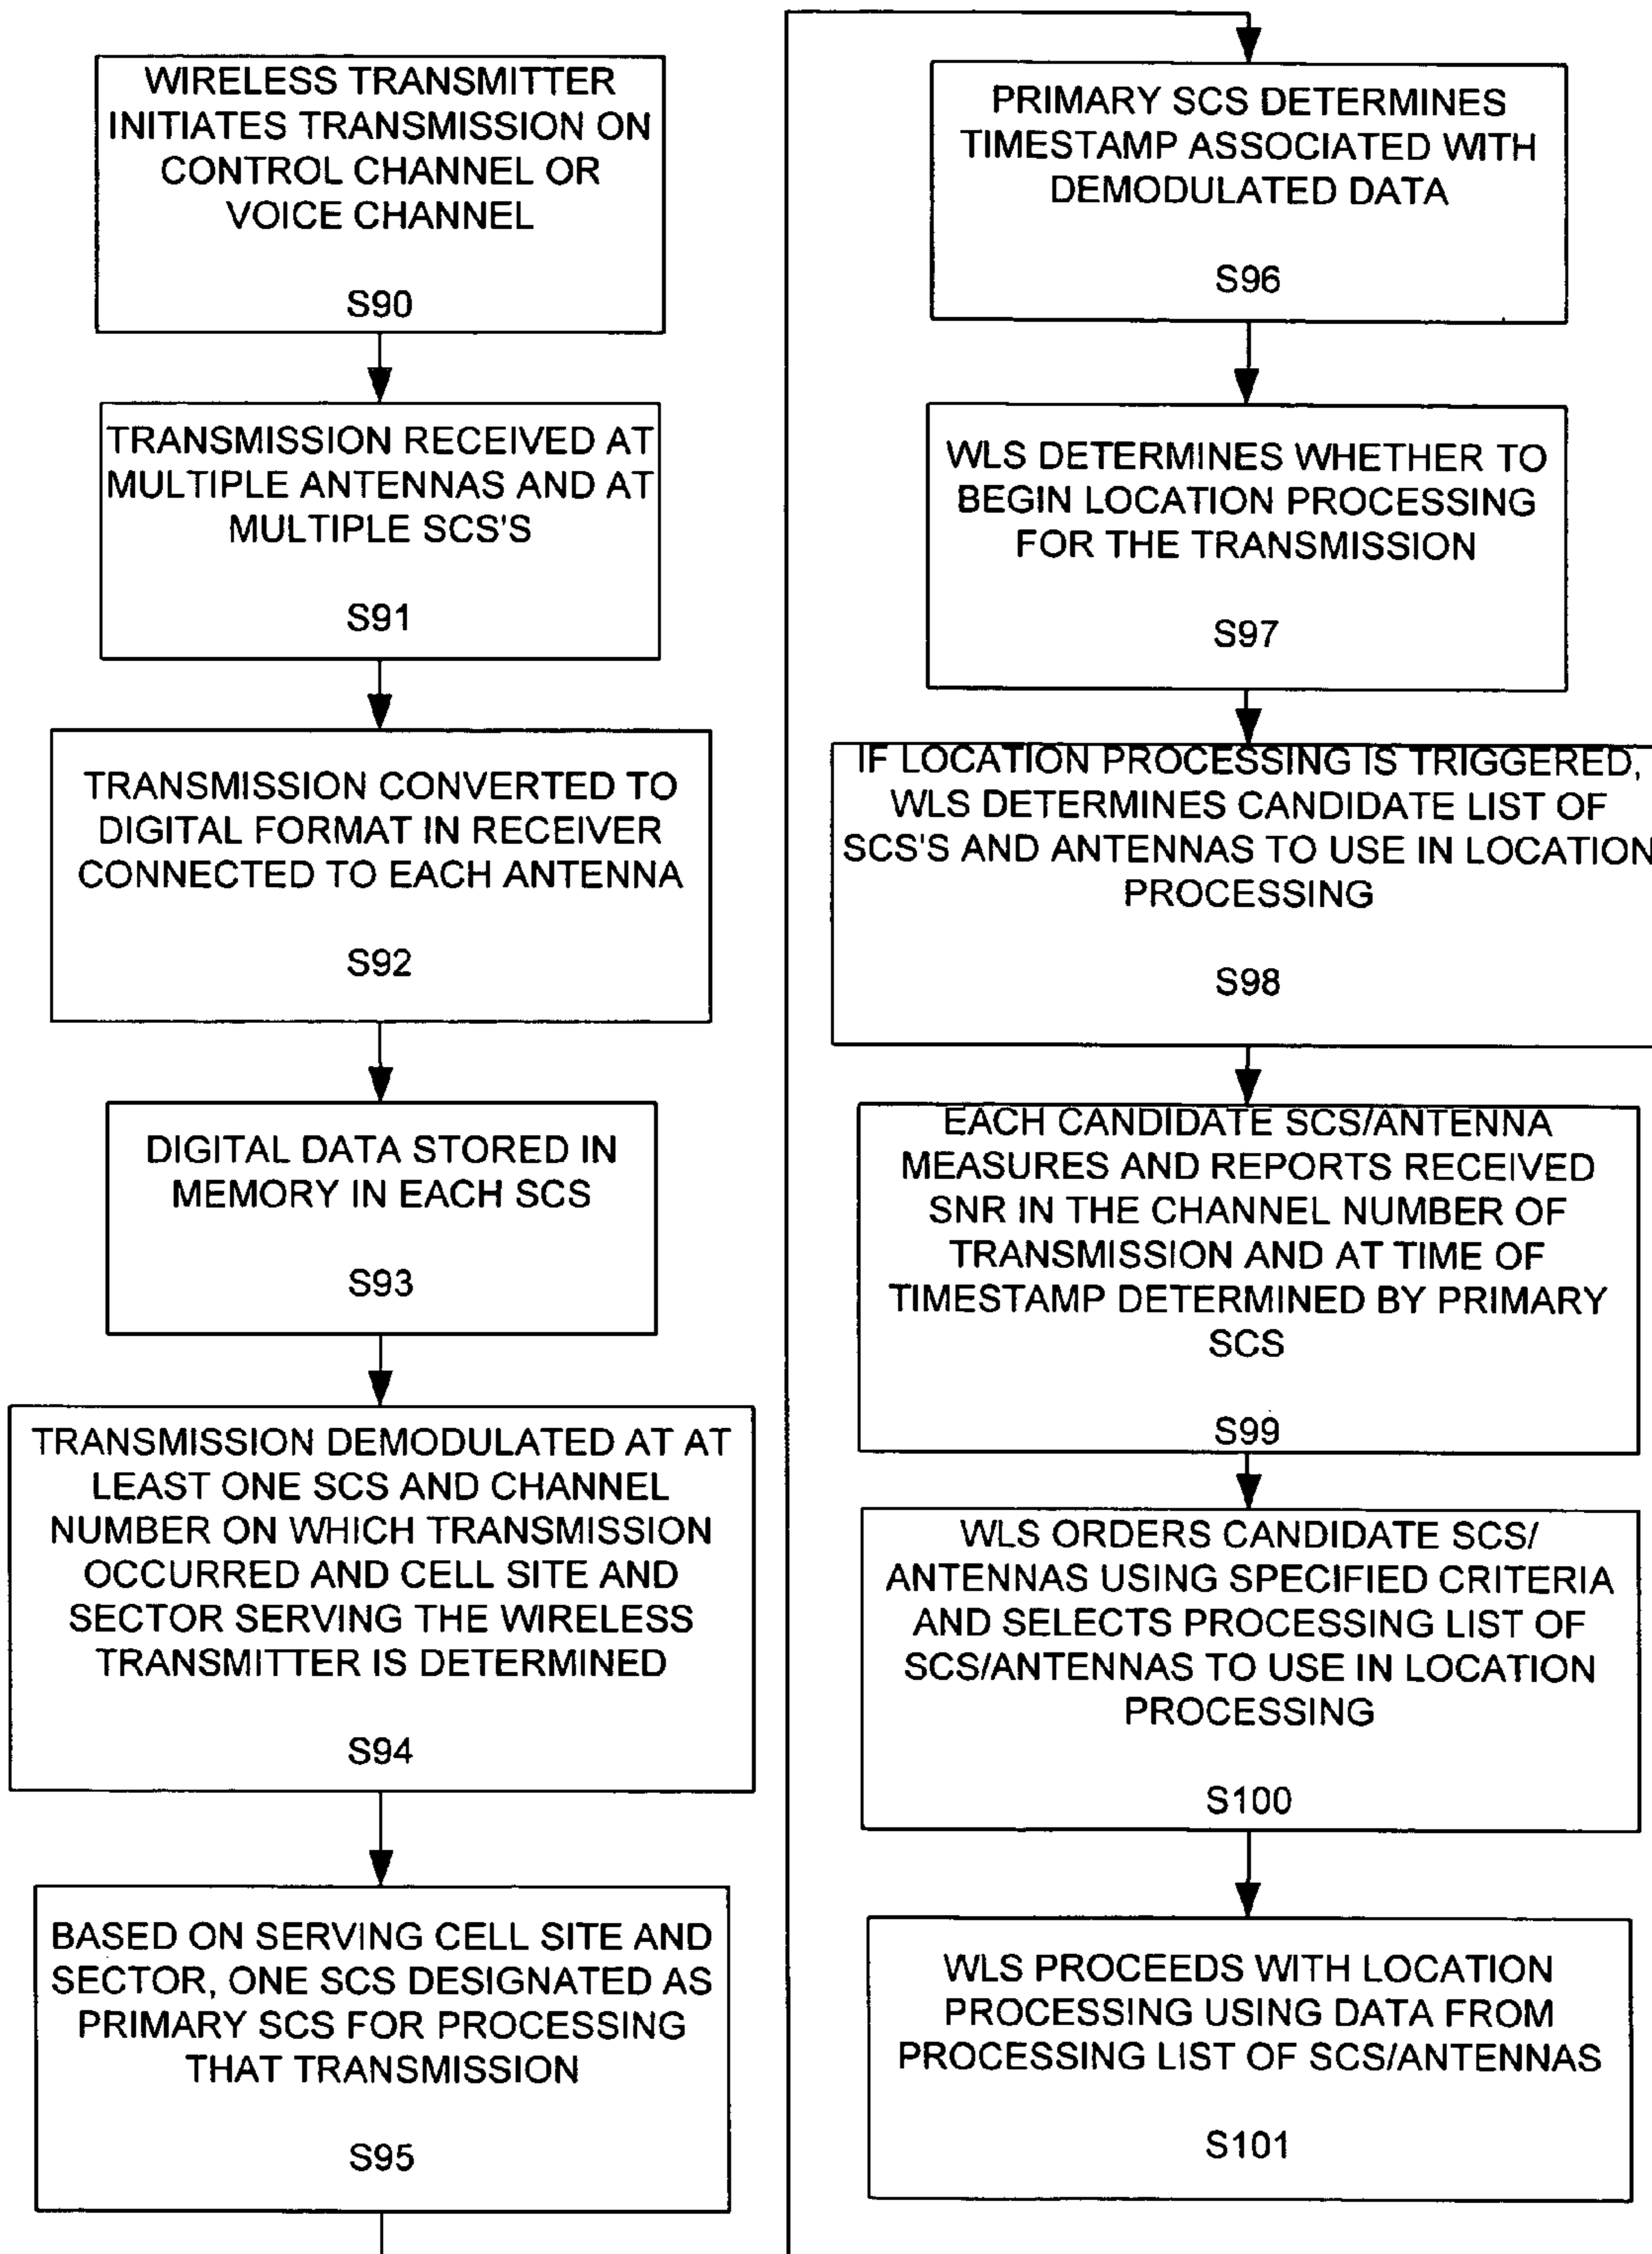 WIRELESS TRANSMITTER
INITIATES TRANSMISSION ON
CONTROL CHANNEL OR
VOICE CHANNEL
S90
TRANSMISSION RECEIVED AT
MULTIPLE ANTENNAS AND AT
MULTIPLE SCS'S
S91
TRANSMISSION CONVERTED TO
DIGITAL FORMAT IN RECEIVER
CONNECTED TO EACH ANTENNA
S92
DIGITAL DATA STORED IN
MEMORY IN EACH SCS
S93
TRANSMISSION DEMODULATED AT AT
LEAST ONE SCS AND CHANNEL
NUMBER ON WHICH TRANSMISSION
OCCURRED AND CELL SITE AND
SECTOR SERVING THE WIRELESS
TRANSMITTER IS DETERMINED
S94
BASED ON SERVING CELL SITE AND
SECTOR, ONE SCS DESIGNATED AS
PRIMARY SCS FOR PROCESSING
THAT TRANSMISSION
S95
PRIMARY SCS DETERMINES
TIMESTAMP ASSOCIATED WITH
DEMODULATED DATA
S96
WLS DETERMINES WHETHER TO
BEGIN LOCATION PROCESSING
FOR THE TRANSMISSION
S97
IF LOCATION PROCESSING IS TRIGGERED,
WLS DETERMINES CANDIDATE LIST OF
SCS'S AND ANTENNAS TO USE IN LOCATION
PROCESSING
S98
EACH CANDIDATE SCS/ANTENNA
MEASURES AND REPORTS RECEIVED
SNR IN THE CHANNEL NUMBER OF
TRANSMISSION AND AT TIME OF
TIMESTAMP DETERMINED BY PRIMARY
SCS
S99
WLS ORDERS CANDIDATE SCS/
ANTENNAS USING SPECIFIED CRITERIA
AND SELECTS PROCESSING LIST OF
SCS/ANTENNAS TO USE IN LOCATION
PROCESSING
S100
WLS PROCEEDS WITH LOCATION
PROCESSING USING DATA FROM
PROCESSING LIST OF SCS/ANTENNAS
S101